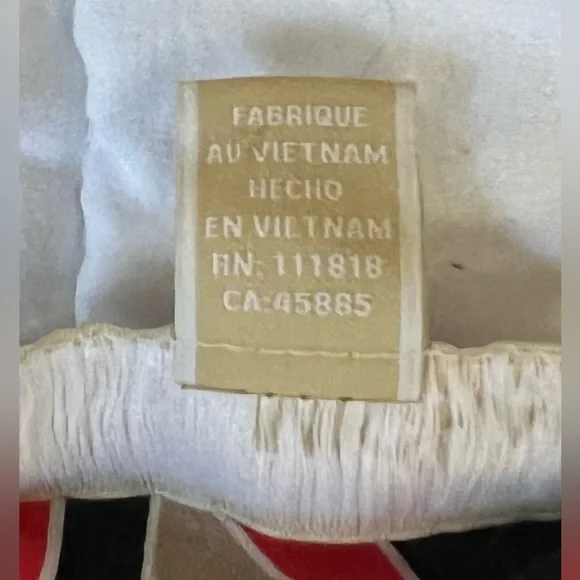 FABRIQUE
AU VIETNAM
HECHO
EN VIETNAM
RN: 111818
CA:45885